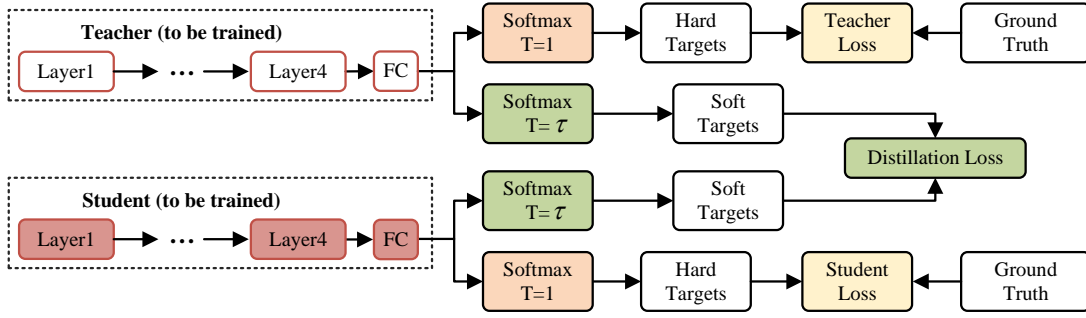 Teacher (to be trained)
Layer1
...
Layer4
FC
Softmax
T=1
Hard
Targets
Teacher
Loss
Ground
Truth
Softmax
T= τ
Soft
Targets
Distillation Loss
Student (to be trained)
Layer1
...
Layer4
FC
Softmax
T= τ
Soft
Targets
Softmax
T=1
Hard
Targets
Student
Loss
Ground
Truth